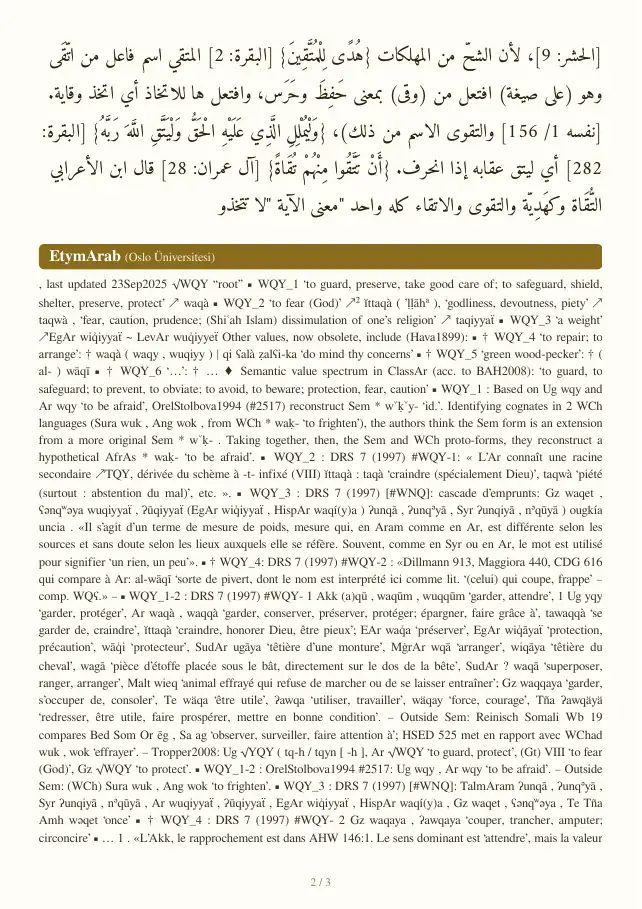 [الحشر: 9]، لأن الشحّ من المهلكات {هُدًى لِلْمُتَّقِينَ} [البقرة: 2] المتقي اسم فاعل من اتّقَى
وهو (على صيغة) افتعل من (وقى) بمعنى حَفِظَ وحَرَس، وافتعل ها للاتخاذ أي اتخذ وقاية.
[نفسه 1/ 156] والتقوى الاسم من ذلك)، {وَلْيُمْلِلِ الَّذِي عَلَيْهِ الْحَقُّ وَلْيَتَّقِ اللَّهَ رَبَّهُ} [البقرة:
282] أي ليتق عقابه إذا انحرف. {أَنْ تَتَّقُوا مِنْهُمْ تُقَاةً} [آل عمران: 28] قال ابن الأعرابي
التُّقَاة وكهَدِيّة والتقوى والاتقاء كله واحد "معنى الآية "لا تتخذو
EtymArab (Oslo Üniversitesi)
, last updated 23Sep2025 √WQY “root” ▪ WQY_1 ‘to guard, preserve, take good care of; to safeguard, shield,
shelter, preserve, protect’ ↗ waqà ▪ WQY_2 ‘to fear (God)’ ↗² ĭttaqà ( ʾl̥l̥āhᵃ ), ‘godliness, devoutness, piety’ ↗
taqwà , ‘fear, caution, prudence; (Shiʿah Islam) dissimulation of one’s religion’ ↗ taqiyyaẗ ▪ WQY_3 ‘a weight’
↗EgAr wiqiyyaẗ ~ LevAr wuqiyyeẗ Other values, now obsolete, include (Hava1899): ▪ † WQY_4 ‘to repair; to
arrange’: † waqà ( waqy , wuqiyy ) | qi ʕalà ẓalʕi-ka ‘do mind thy concerns’ ▪ † WQY_5 ‘green wood-pecker’: † (
al- ) wāqī ▪ † WQY_6 ‘…’: † … ♦ Semantic value spectrum in ClassAr (acc. to BAH2008): ‘to guard, to
safeguard; to prevent, to obviate; to avoid, to beware; protection, fear, caution’ ▪ WQY_1 : Based on Ug wqy and
Ar wqy ‘to be afraid’, OrelStolbova1994 (#2517) reconstruct Sem * wˇḳˇy- ‘id.’. Identifying cognates in 2 WCh
languages (Sura wuk , Ang wok , from WCh * waḳ- ‘to frighten’), the authors think the Sem form is an extension
from a more original Sem * wˇḳ- . Taking together, then, the Sem and WCh proto-forms, they reconstruct a
hypothetical AfrAs * waḳ- ‘to be afraid’. ▪ WQY_2 : DRS 7 (1997) #WQY-1: « L’Ar connaît une racine
secondaire ↗TQY, dérivée du schème à -t- infixé (VIII) ĭttaqà : taqà ‘craindre (spécialement Dieu)’, taqwà ‘piété
(surtout : abstention du mal)’, etc. ». ▪ WQY_3 : DRS 7 (1997) [#WNQ]: cascade d’emprunts: Gz waqet ,
ʕənqʷəya wuqiyyaẗ , ʔūqiyyaẗ (EgAr wiqiyyaẗ , HispAr waqí(y)a ) ʔunqā , ʔunqᵊyā , Syr ʔunqiyā , nᵊqūyā ) ougkía
uncia . «Il s’agit d’un terme de mesure de poids, mesure qui, en Aram comme en Ar, est différente selon les
sources et sans doute selon les lieux auxquels elle se réfère. Souvent, comme en Syr ou en Ar, le mot est utilisé
pour signifier ‘un rien, un peu’». ▪ † WQY_4: DRS 7 (1997) #WQY-2 : «Dillmann 913, Maggiora 440, CDG 616
qui compare à Ar: al-wāqī ‘sorte de pivert, dont le nom est interprété ici comme lit. ‘(celui) qui coupe, frappe’ –
comp. WQʕ.» – ▪ WQY_1-2 : DRS 7 (1997) #WQY- 1 Akk (a)qū , waqūm , wuqqūm ‘garder, attendre’, 1 Ug yqy
‘garder, protéger’, Ar waqà , waqqà ‘garder, conserver, préserver, protéger; épargner, faire grâce à’, tawaqqà ‘se
garder de, craindre’, ĭttaqà ‘craindre, honorer Dieu, être pieux’; EAr waqa ‘préserver’, EgAr wiqāyaẗ ‘protection,
précaution’, wāqi ‘protecteur’, SudAr ugāya ‘têtière d’une monture’, MġrAr wqā ‘arranger’, wiqāya ‘têtière du
cheval’, wagā ‘pièce d’étoffe placée sous le bât, directement sur le dos de la bête’, SudAr ? waqā ‘superposer,
ranger, arranger’, Malt wieq ‘animal effrayé qui refuse de marcher ou de se laisser entraîner’; Gz waqqaya ‘garder,
s’occuper de, consoler’, Te wäqa ‘être utile’, ʔawqa ‘utiliser, travailler’, wäqay ‘force, courage’, Tña ʔawqäyä
‘redresser, être utile, faire prospérer, mettre en bonne condition’. – Outside Sem: Reinisch Somali Wb 19
compares Bed Som Or ēg , Sa ag ‘observer, surveiller, faire attention à’; HSED 525 met en rapport avec WChad
wuk , wok ‘effrayer’. – Tropper2008: Ug √YQY ( tq-h / tqyn [ -h ], Ar √WQY ‘to guard, protect’, (Gt) VIII ‘to fear
(God)’, Gz √WQY ‘to protect’. ▪ WQY_1-2 : OrelStolbova1994 #2517: Ug wqy , Ar wqy ‘to be afraid’. – Outside
Sem: (WCh) Sura wuk , Ang wok ‘to frighten’. ▪ WQY_3 : DRS 7 (1997) [#WNQ]: TalmAram ʔunqā , ʔunqᵊyā ,
Syr ʔunqiyā , nᵊqūyā , Ar wuqiyyaẗ , ʔūqiyyaẗ , EgAr wiqiyyaẗ , HispAr waqí(y)a , Gz waqet , ʕənqʷəya , Te Tña
Amh wəqet ‘once’ ▪ † WQY_4 : DRS 7 (1997) #WQY- 2 Gz waqaya , ʔawqaya ‘couper, trancher, amputer;
circoncire’ ▪ … 1 . «L’Akk, le rapprochement est dans AHW 146:1. Le sens dominant est ‘attendre’, mais la valeur
2 / 3